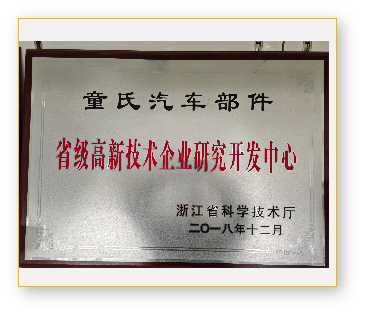 童氏汽车部件
省级高新技术企业研究开发中心
浙江省科学技术厅
二〇一八年十二月